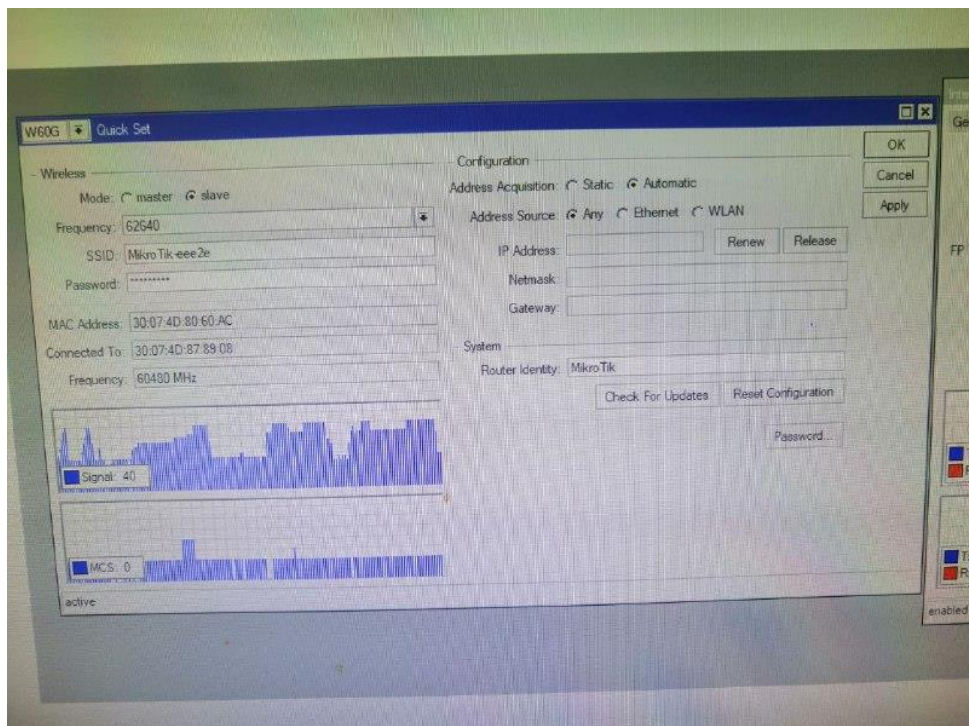 W60G Quick Set
Wireless
Mode: master slave
Frequency: 62640
SSID: MikroTik-eee2e
Password: *********
MAC Address: 30:07:4D:80:60:AC
Connected To: 30:07:4D:87:89:08
Frequency: 60480 MHz
Signal: 40
MCS: 0
active
Configuration
Address Acquisition: Static Automatic
Address Source: Any Ethernet WLAN
IP Address:
Renew Release
Netmask:
Gateway:
System
Router Identity: MikroTik
Check For Updates Reset Configuration
Password...
OK
Cancel
Apply
Ge
FP
enabled